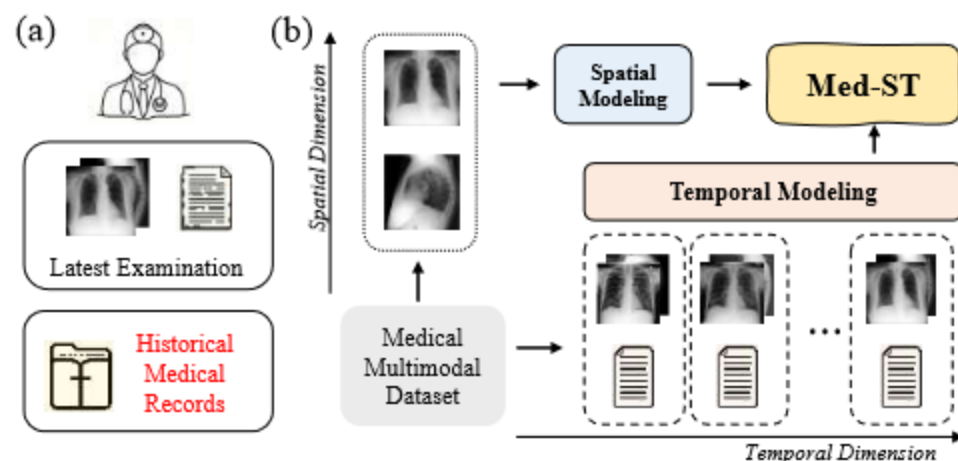 (a)
Latest Examination
Historical
Medical
Records
(b)
Spatial Dimension
Spatial
Modeling
Med-ST
Temporal Modeling
Medical
Multimodal
Dataset
...
Temporal Dimension